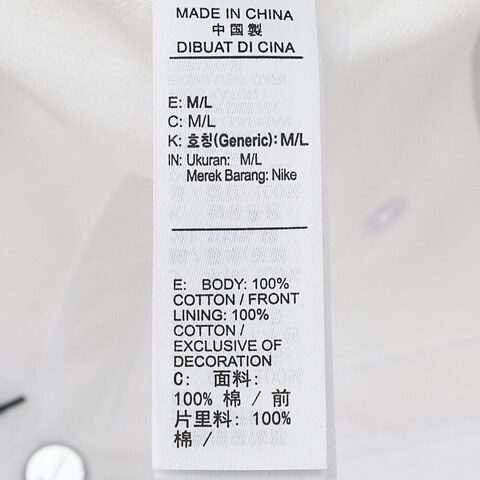 MADE IN CHINA
中国製
DIBUAT DI CINA
E: M/L
C: M/L
K: 호칭(Generic): M/L
IN: Ukuran: M/L
Merek Barang: Nike
E: BODY: 100%
COTTON / FRONT
LINING: 100%
COTTON /
EXCLUSIVE OF
DECORATION
C: 面料:
100% 棉 / 前
片里料: 100%
棉 /